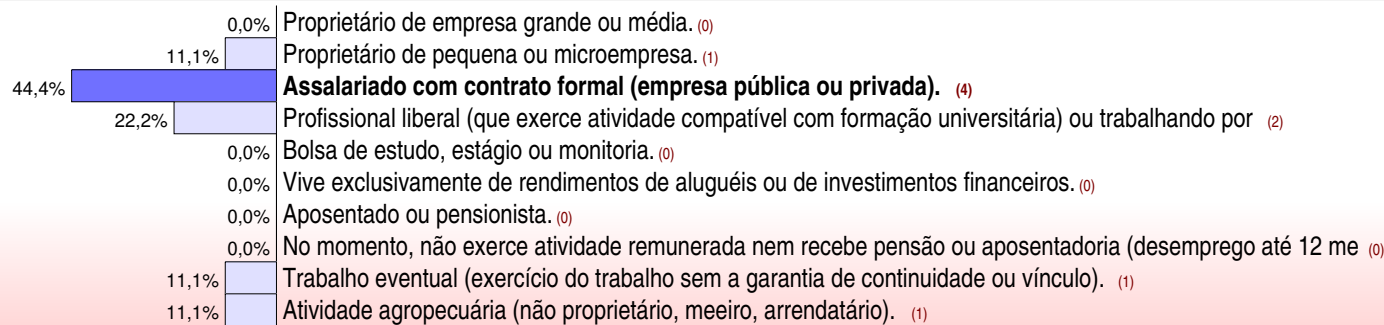 0,0% Proprietário de empresa grande ou média. (0)
11,1% Proprietário de pequena ou microempresa. (1)
44,4% Assalariado com contrato formal (empresa pública ou privada). (4)
22,2% Profissional liberal (que exerce atividade compatível com formação universitária) ou trabalhando por (2)
0,0% Bolsa de estudo, estágio ou monitoria. (0)
0,0% Vive exclusivamente de rendimentos de aluguéis ou de investimentos financeiros. (0)
0,0% Aposentado ou pensionista. (0)
0,0% No momento, não exerce atividade remunerada nem recebe pensão ou aposentadoria (desemprego até 12 me (0)
11,1% Trabalho eventual (exercício do trabalho sem a garantia de continuidade ou vínculo). (1)
11,1% Atividade agropecuária (não proprietário, meeiro, arrendatário). (1)